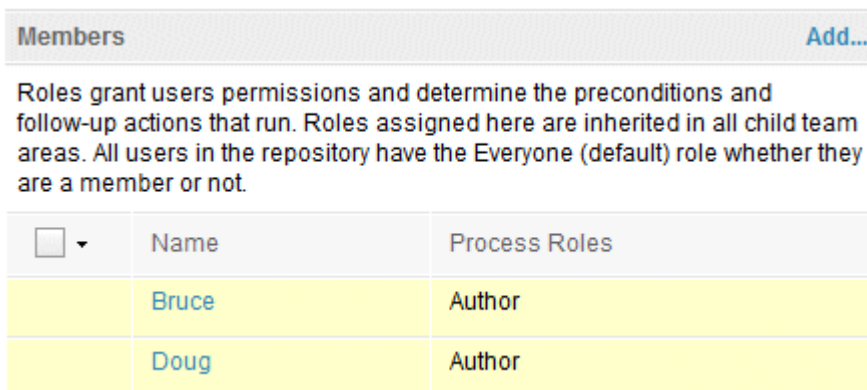 Members Add...
Roles grant users permissions and determine the preconditions and
follow-up actions that run. Roles assigned here are inherited in all child team
areas. All users in the repository have the Everyone (default) role whether they
are a member or not.
Name Process Roles
Bruce Author
Doug Author